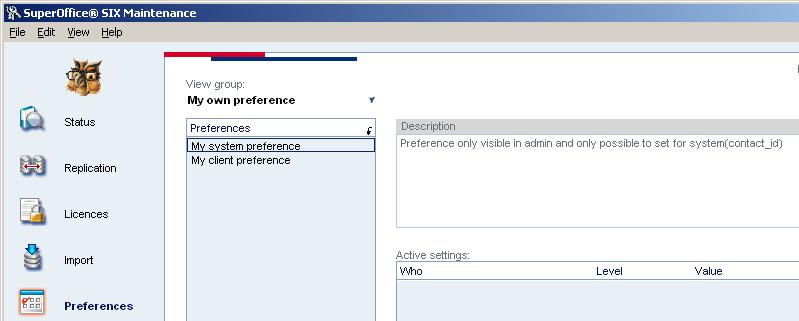 SuperOffice® SIX Maintenance
File Edit View Help
View group:
My own preference
Status
Replication
Licences
Import
Preferences
Preferences
My system preference
My client preference
Description
Preference only visible in admin and only possible to set for system(contact_id)
Active settings:
Who Level Value